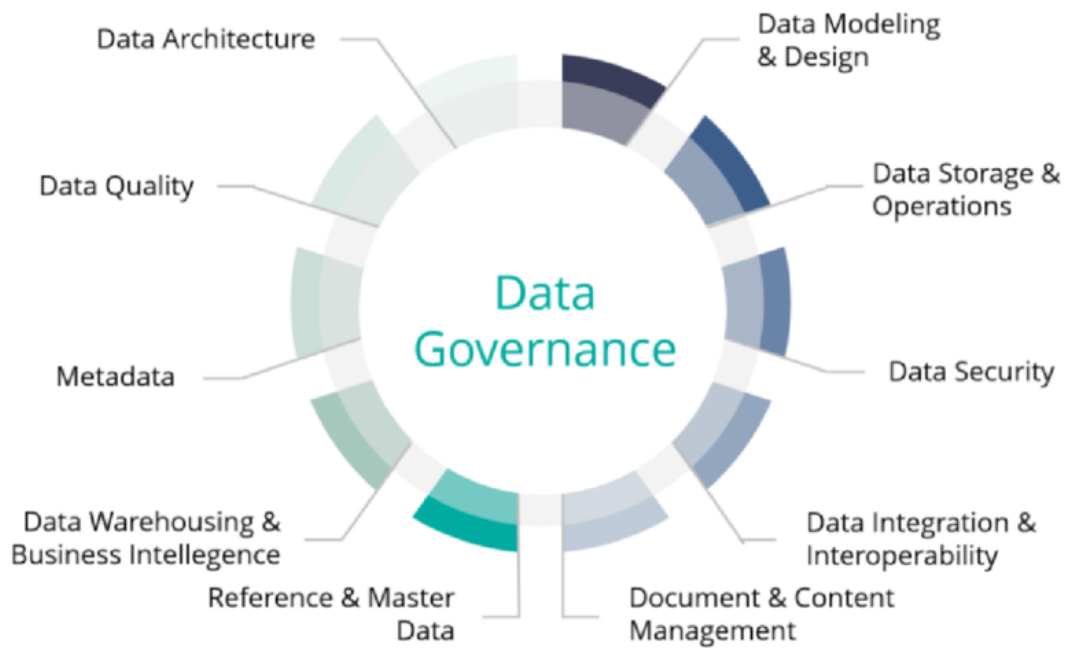 Data Architecture
Data Modeling
& Design
Data Quality
Data Storage &
Operations
Data
Governance
Metadata
Data Security
Data Warehousing &
Business Intellegence
Data Integration &
Interoperability
Reference & Master
Data
Document & Content
Management